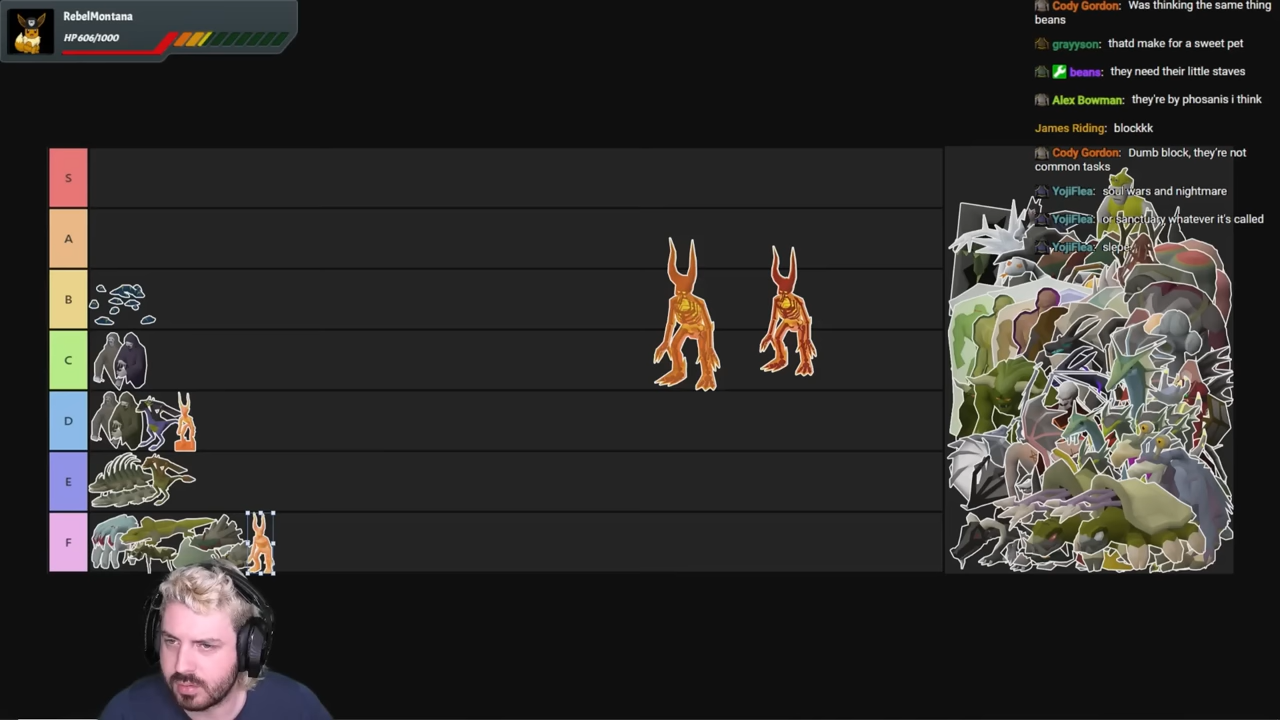 RebelMontana
HP 606/1000
Cody Gordon: Was thinking the same thing
beans
grayyson: thatd make for a sweet pet
beans: they need their little staves
Alex Bowman: they're by phosanis i think
James Riding: blockkk
Cody Gordon: Dumb block, they're not
common tasks
YojiFlea: soul wars and nightmare
YojiFlea: or sanctuary whatever it's called
YojiFlea: slepe
S
A
B
C
D
E
F